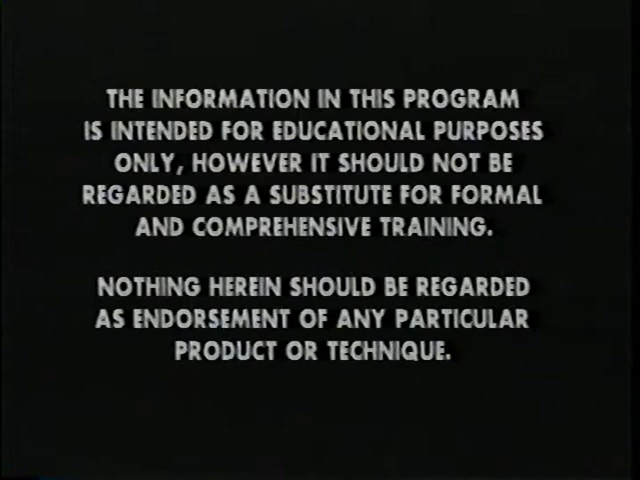 THE INFORMATION IN THIS PROGRAM
IS INTENDED FOR EDUCATIONAL PURPOSES
ONLY, HOWEVER IT SHOULD NOT BE
REGARDED AS A SUBSTITUTE FOR FORMAL
AND COMPREHENSIVE TRAINING.
NOTHING HEREIN SHOULD BE REGARDED
AS ENDORSEMENT OF ANY PARTICULAR
PRODUCT OR TECHNIQUE.